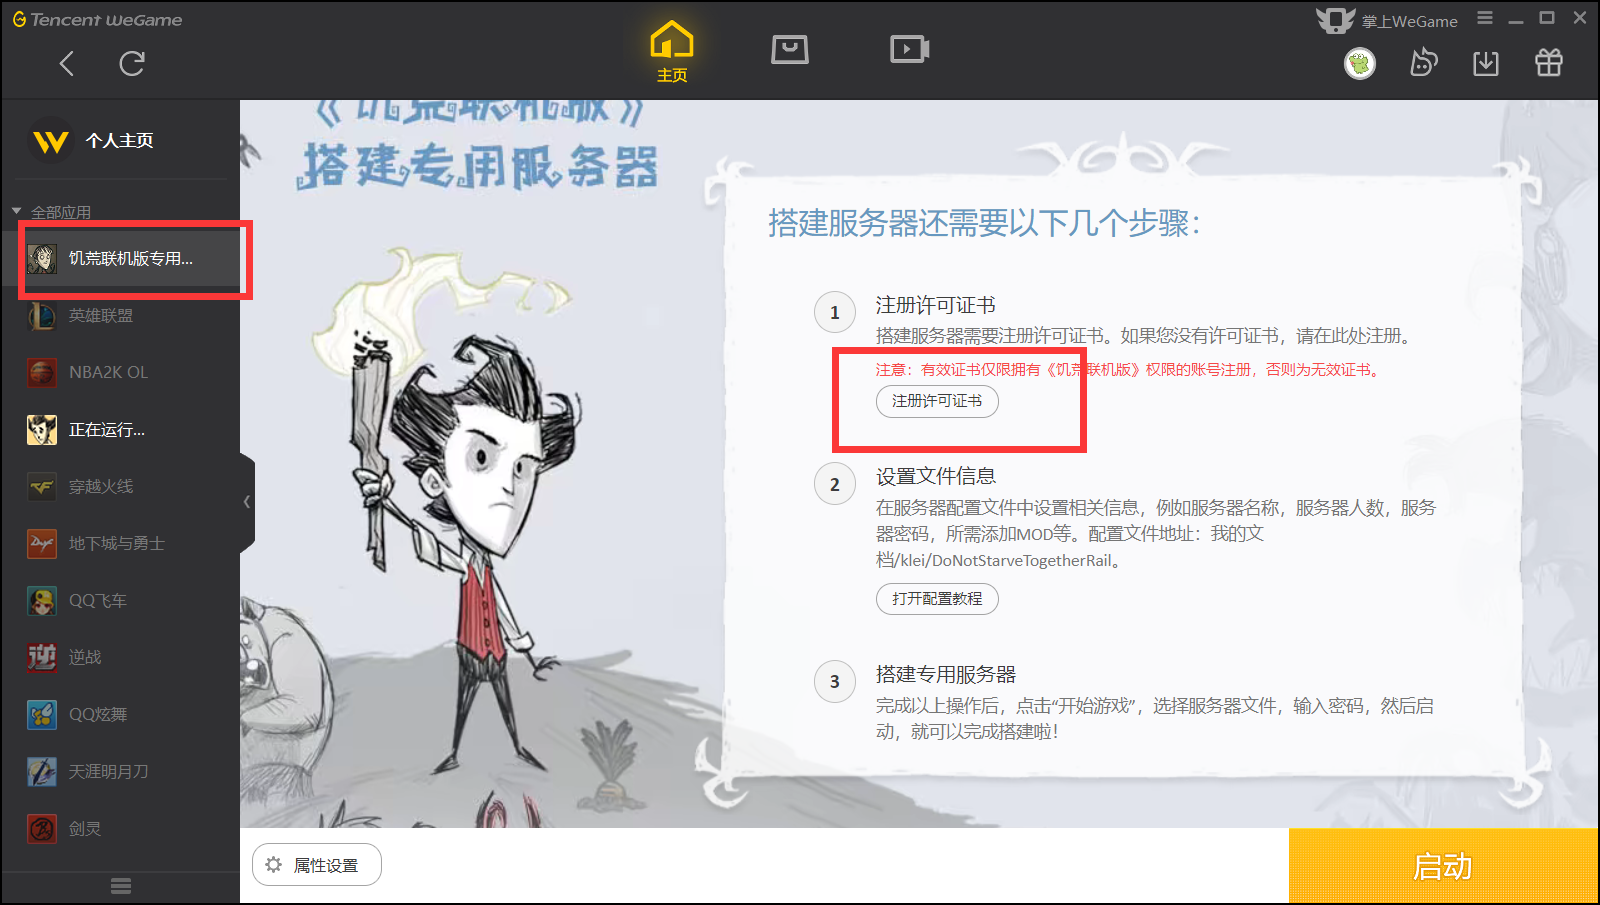 Tencent WeGame
掌上WeGame
主页
个人主页
全部应用
饥荒联机版专用...
英雄联盟
NBA2K OL
正在运行...
穿越火线
地下城与勇士
QQ飞车
逆战
QQ炫舞
天涯明月刀
剑灵
《饥荒联机版》
搭建专用服务器
搭建服务器还需要以下几个步骤：
1
注册许可证书
搭建服务器需要注册许可证书。如果您没有许可证书，请在此处注册。
注意：有效证书仅限拥有《饥荒联机版》权限的账号注册，否则为无效证书。
注册许可证书
2
设置文件信息
在服务器配置文件中设置相关信息，例如服务器名称，服务器人数，服务
器密码，所需添加MOD等。配置文件地址：我的文
档/klei/DoNotStarveTogetherRail。
打开配置教程
3
搭建专用服务器
完成以上操作后，点击“开始游戏”，选择服务器文件，输入密码，然后启
动，就可以完成搭建啦！
属性设置
启动